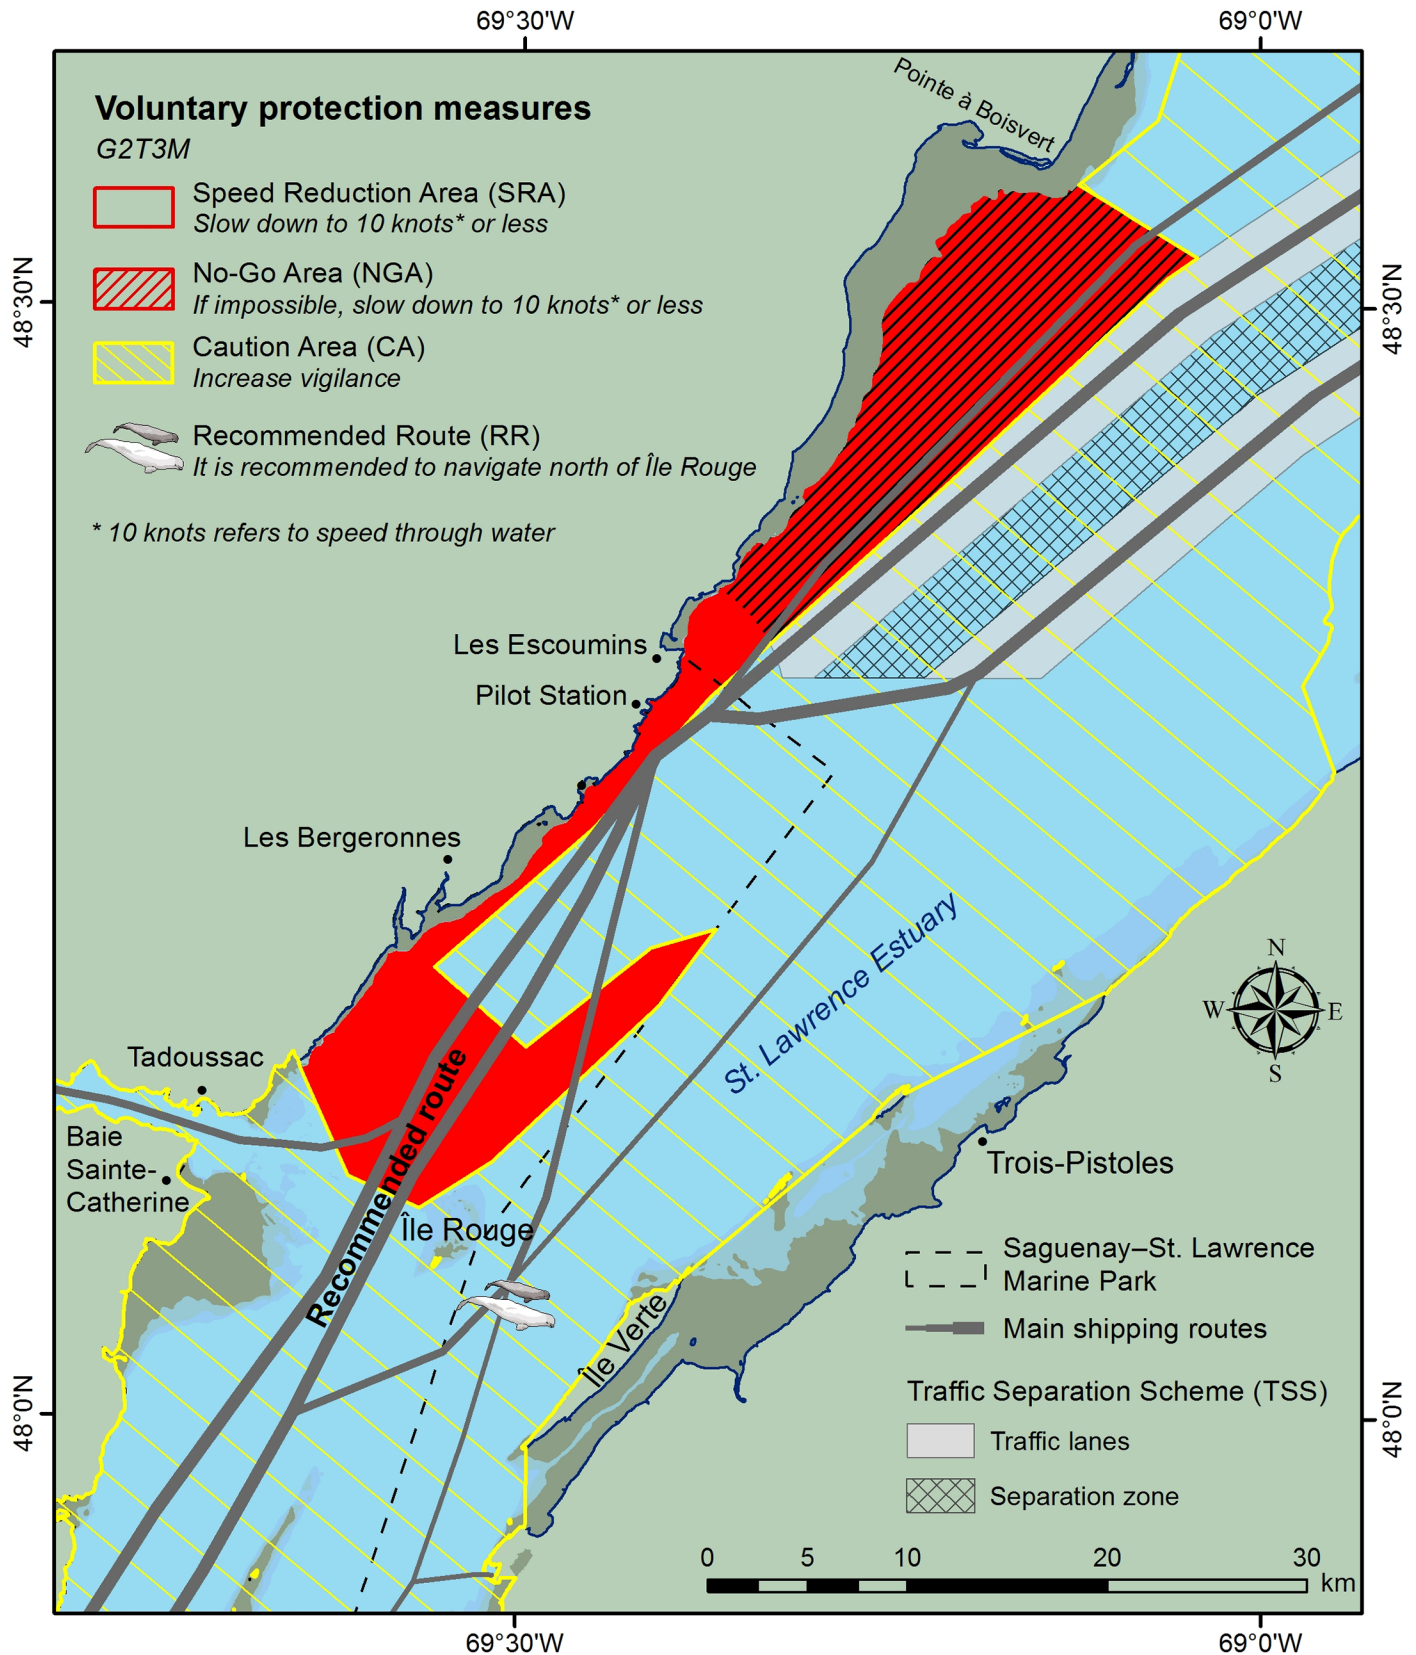 69°30'W
69°0'W
Voluntary protection measures
G2T3M
Speed Reduction Area (SRA)
Slow down to 10 knots* or less
No-Go Area (NGA)
If impossible, slow down to 10 knots* or less
Caution Area (CA)
Increase vigilance
Recommended Route (RR)
It is recommended to navigate north of Île Rouge
* 10 knots refers to speed through water
Pointe à Boisvert
48°30'N
48°30'N
Les Escoumins
Pilot Station
Les Bergeronnes
St. Lawrence Estuary
Tadoussac
Baie
Sainte-
Catherine
Recommended route
Île Rouge
Île Verte
Trois-Pistoles
N
W
E
S
Saguenay–St. Lawrence
Marine Park
Main shipping routes
Traffic Separation Scheme (TSS)
Traffic lanes
Separation zone
48°0'N
48°0'N
0 5 10 20 30
km
69°30'W
69°0'W